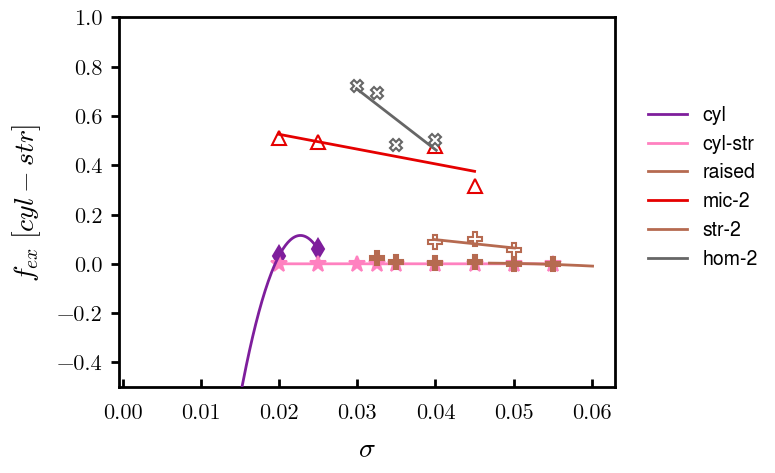 1.0
0.8
0.6
0.4
0.2
0.0
−0.2
−0.4
f_ex [cyl − str]
0.00 0.01 0.02 0.03 0.04 0.05 0.06
σ
cyl
cyl-str
raised
mic-2
str-2
hom-2